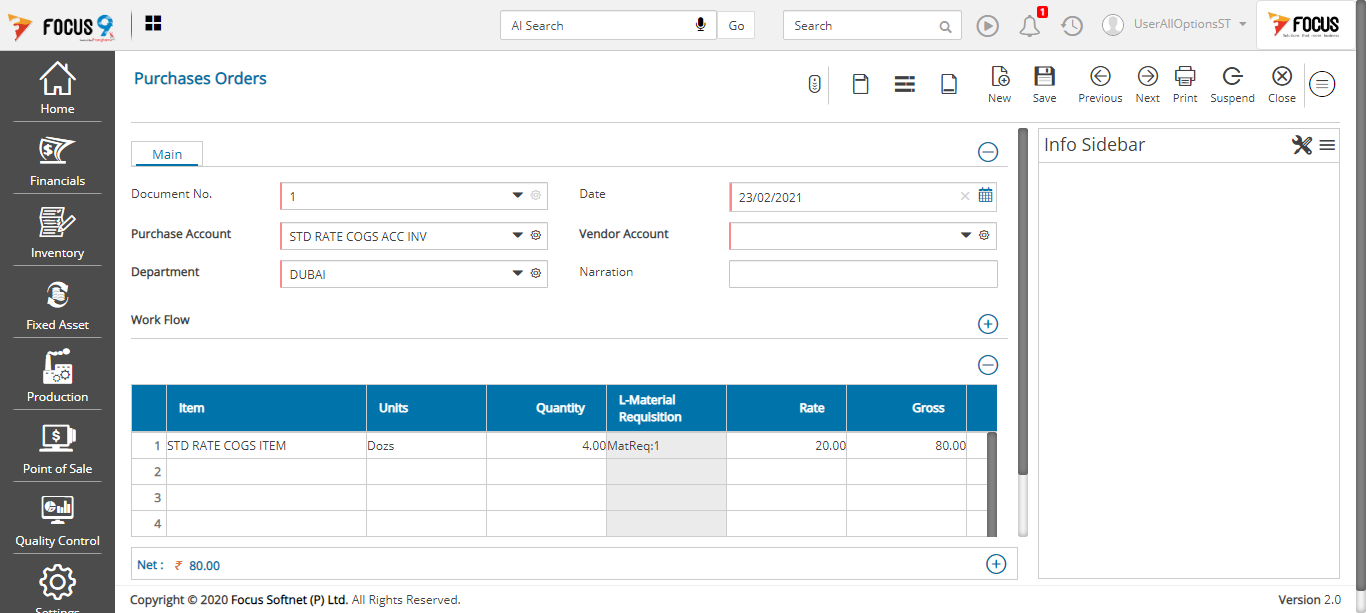 FOCUS 9
AI Search
Go
Search
1
UserAllOptionsST
FOCUS
Home
Financials
Inventory
Fixed Asset
Production
Point of Sale
Quality Control
Settings
Purchases Orders
New
Save
Previous
Next
Print
Suspend
Close
Main
Document No. 1
Date 23/02/2021
Purchase Account STD RATE COGS ACC INV
Vendor Account
Department DUBAI
Narration
Work Flow
Item Units Quantity L-Material Requisition Rate Gross
1 STD RATE COGS ITEM Dozs 4.00 MatReq:1 20.00 80.00
2
3
4
Net : ₹ 80.00
Info Sidebar
Copyright © 2020 Focus Softnet (P) Ltd. All Rights Reserved.
Version 2.0